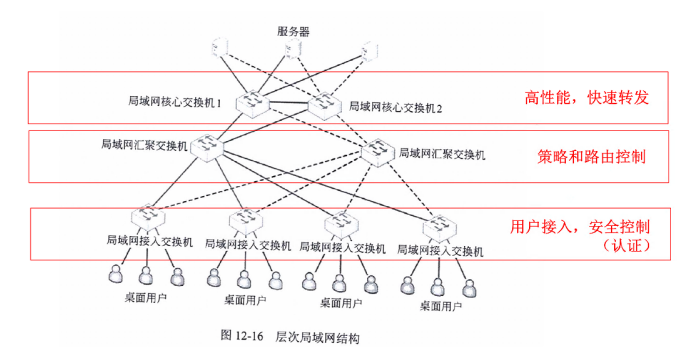 服务器
局域网核心交换机1
局域网核心交换机2
高性能，快速转发
局域网汇聚交换机
局域网汇聚交换机
策略和路由控制
用户接入，安全控制
（认证）
局域网接入交换机
局域网接入交换机
局域网接入交换机
局域网接入交换机
桌面用户
桌面用户
桌面用户
桌面用户
图 12-16 层次局域网结构